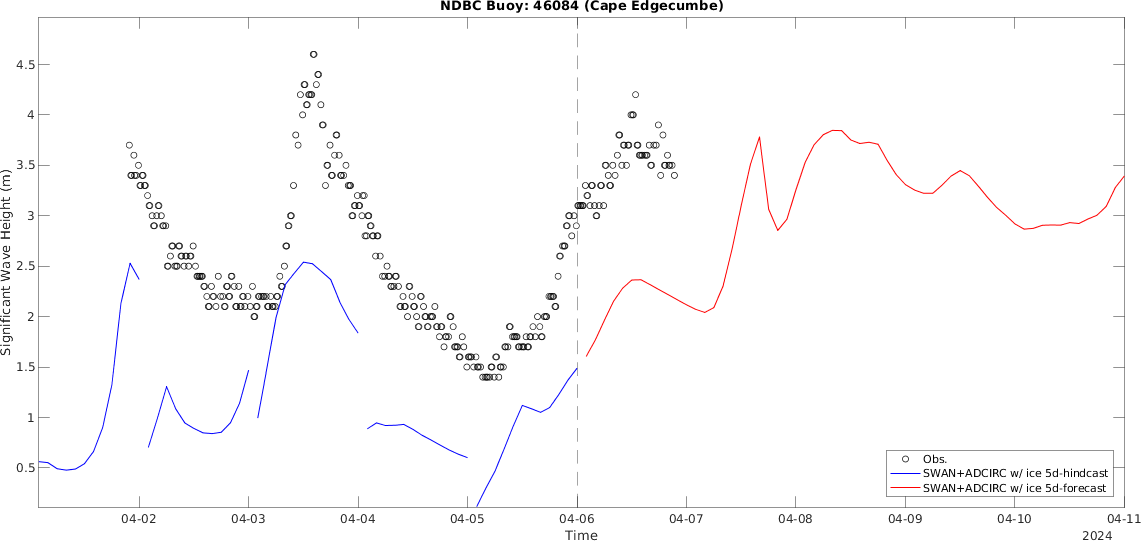 NDBC Buoy: 46084 (Cape Edgecumbe)
Significant Wave Height (m)
4.5
4
3.5
3
2.5
2
1.5
1
0.5
Obs.
SWAN+ADCIRC w/ ice 5d-hindcast
SWAN+ADCIRC w/ ice 5d-forecast
04-02 04-03 04-04 04-05 04-06 04-07 04-08 04-09 04-10 04-11
Time
2024